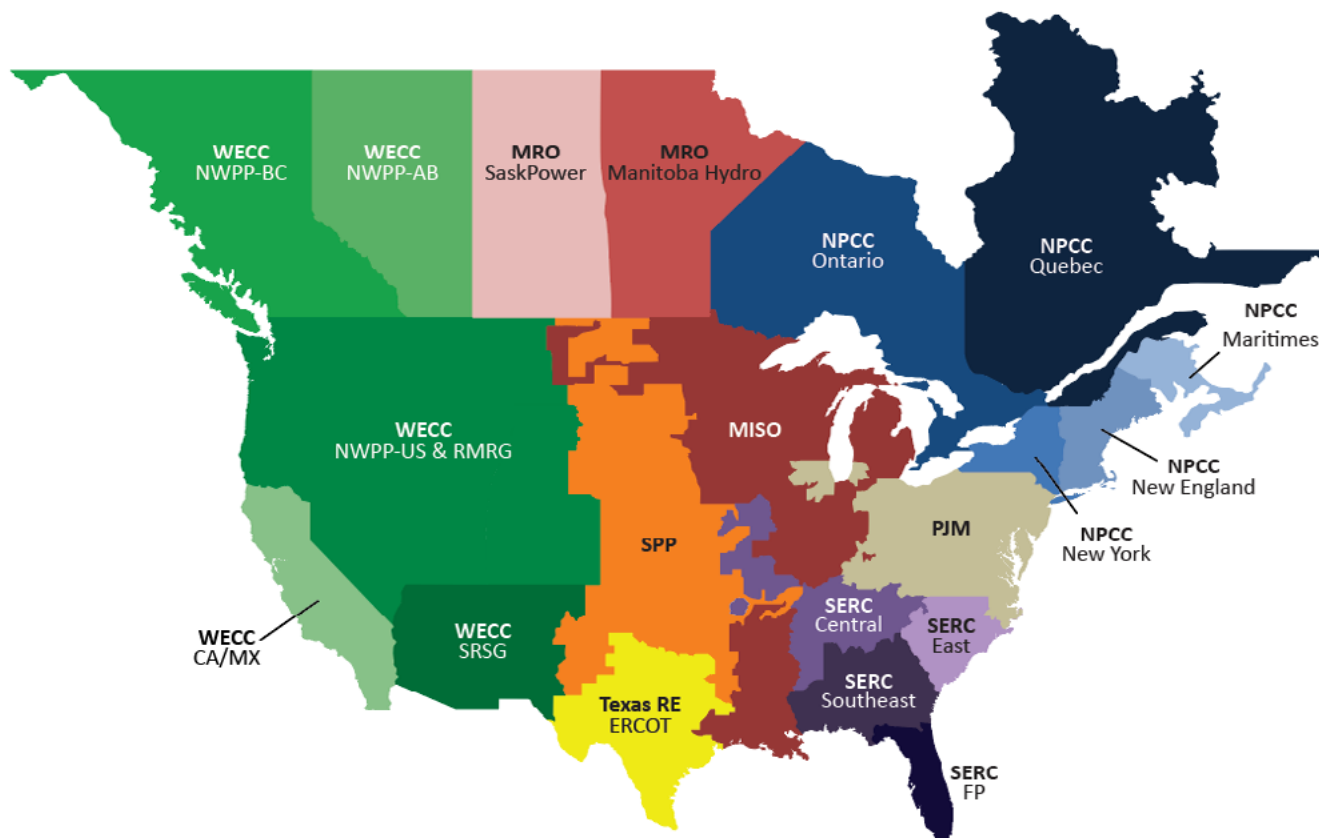 WECC
NWPP-BC
WECC
NWPP-AB
MRO
SaskPower
MRO
Manitoba Hydro
NPCC
Ontario
NPCC
Quebec
NPCC
Maritimes
WECC
NWPP-US & RMRG
MISO
NPCC
New England
NPCC
New York
SPP
PJM
WECC
CA/MX
WECC
SRSG
SERC
Central
SERC
East
SERC
Southeast
Texas RE
ERCOT
SERC
FP